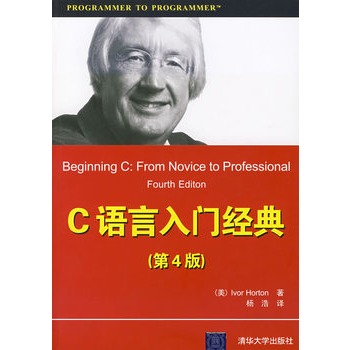 PROGRAMMER TO PROGRAMMER™
Beginning C: From Novice to Professional
Fourth Editon
C语言入门经典
(第4版)
(美) Ivor Horton 著
杨浩 译
清华大学出版社